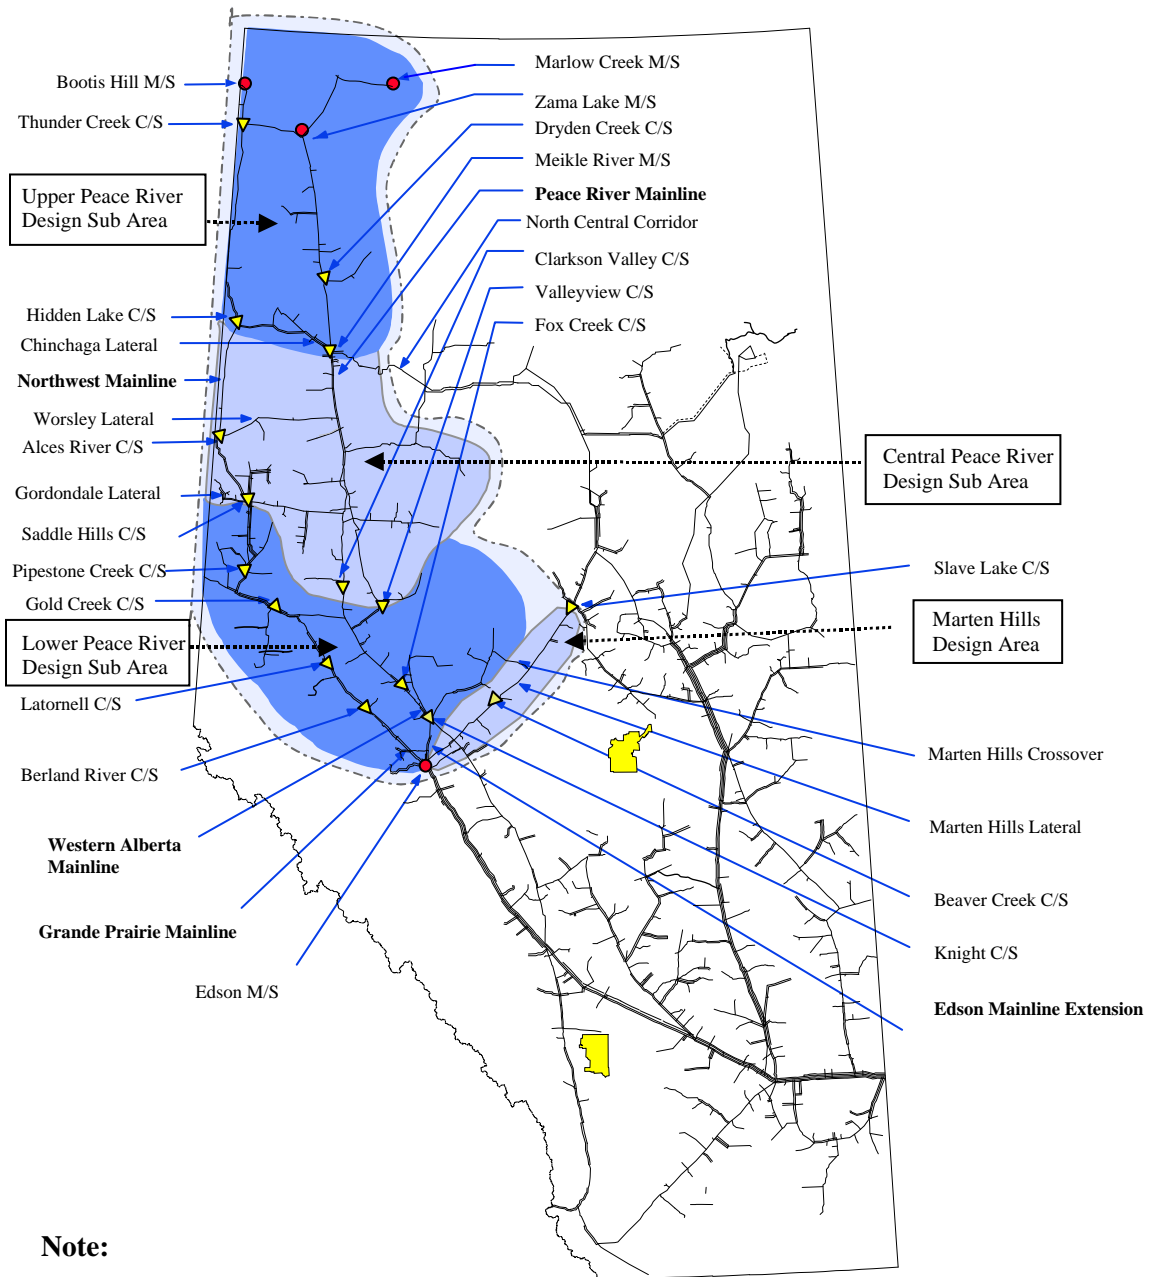 Bootis Hill M/S
Thunder Creek C/S
Upper Peace River
Design Sub Area
Hidden Lake C/S
Chinchaga Lateral
Northwest Mainline
Worsley Lateral
Alces River C/S
Gordondale Lateral
Saddle Hills C/S
Pipestone Creek C/S
Gold Creek C/S
Lower Peace River
Design Sub Area
Latornell C/S
Berland River C/S
Western Alberta
Mainline
Grande Prairie Mainline
Edson M/S
Marlow Creek M/S
Zama Lake M/S
Dryden Creek C/S
Meikle River M/S
Peace River Mainline
North Central Corridor
Clarkson Valley C/S
Valleyview C/S
Fox Creek C/S
Central Peace River
Design Sub Area
Slave Lake C/S
Marten Hills
Design Area
Marten Hills Crossover
Marten Hills Lateral
Beaver Creek C/S
Knight C/S
Edson Mainline Extension
Note: